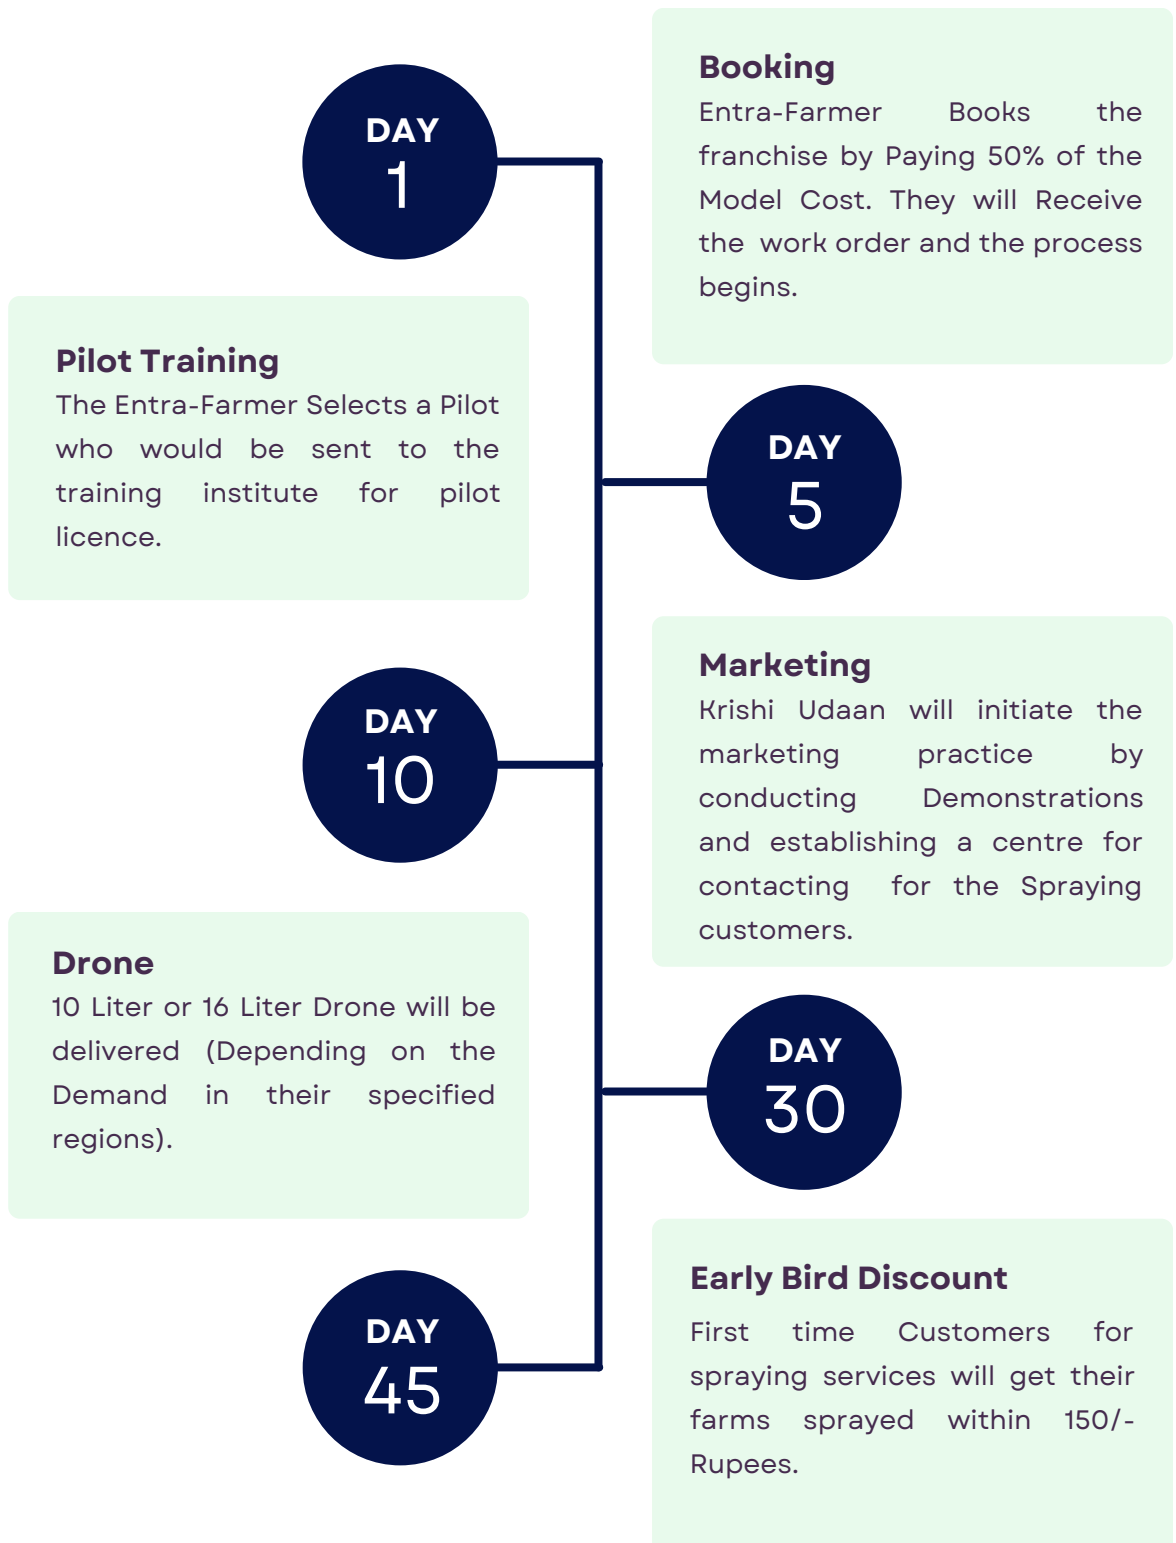 DAY
1
Booking
Entra-Farmer Books the
franchise by Paying 50% of the
Model Cost. They will Receive
the work order and the process
begins.
DAY
5
Pilot Training
The Entra-Farmer Selects a Pilot
who would be sent to the
training institute for pilot
licence.
DAY
10
Marketing
Krishi Udaan will initiate the
marketing practice by
conducting Demonstrations
and establishing a centre for
contacting for the Spraying
customers.
DAY
30
Drone
10 Liter or 16 Liter Drone will be
delivered (Depending on the
Demand in their specified
regions).
DAY
45
Early Bird Discount
First time Customers for
spraying services will get their
farms sprayed within 150/-
Rupees.